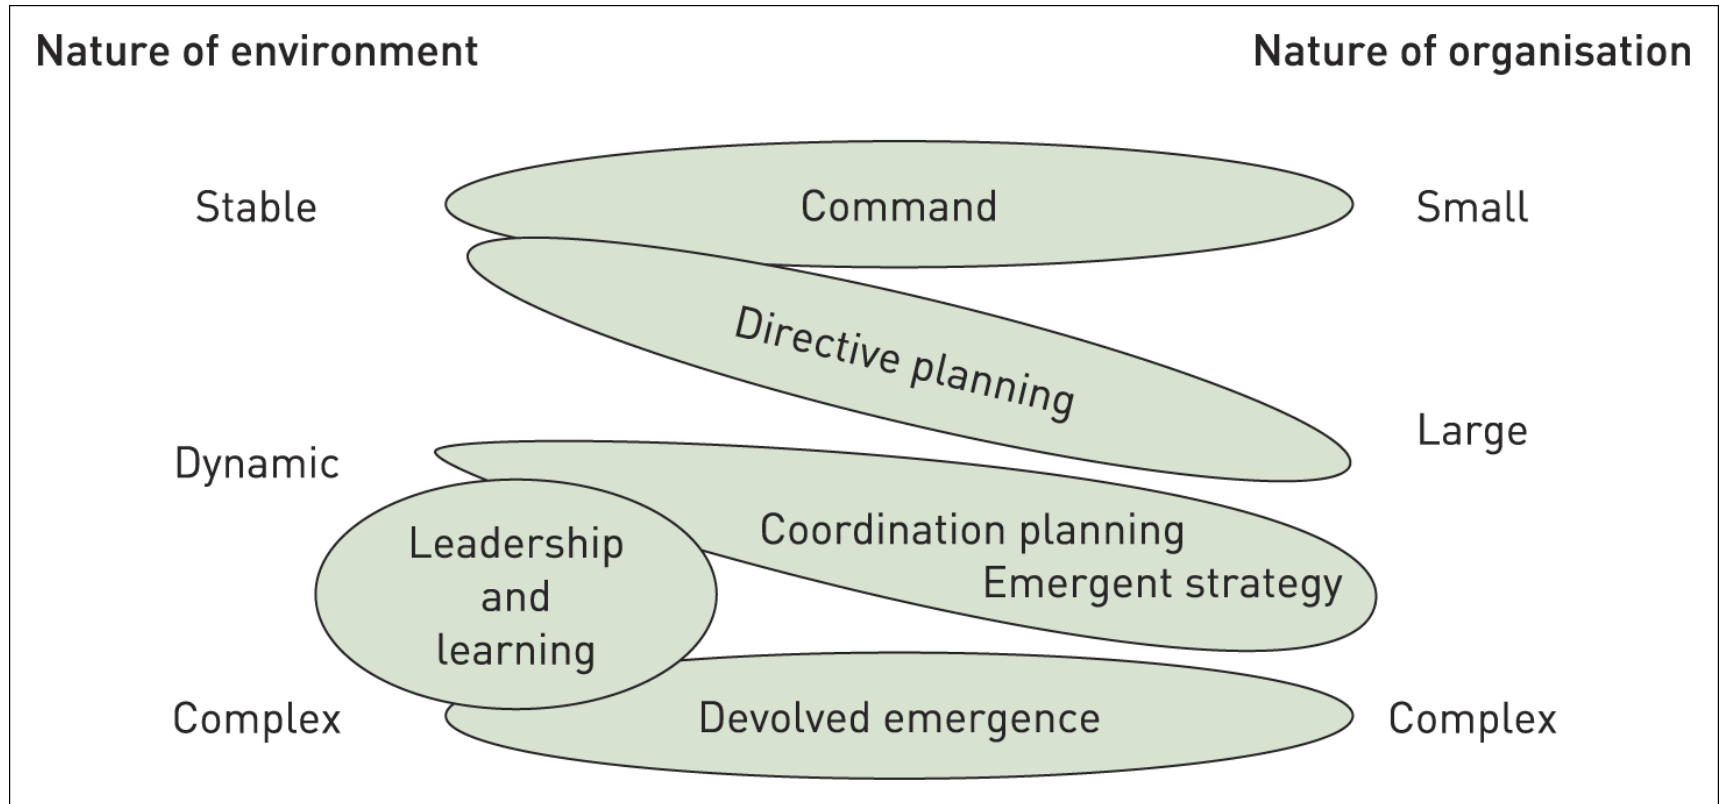 Nature of environment
Nature of organisation
Stable
Command
Small
Directive planning
Large
Dynamic
Coordination planning
Emergent strategy
Leadership
and
learning
Complex
Devolved emergence
Complex